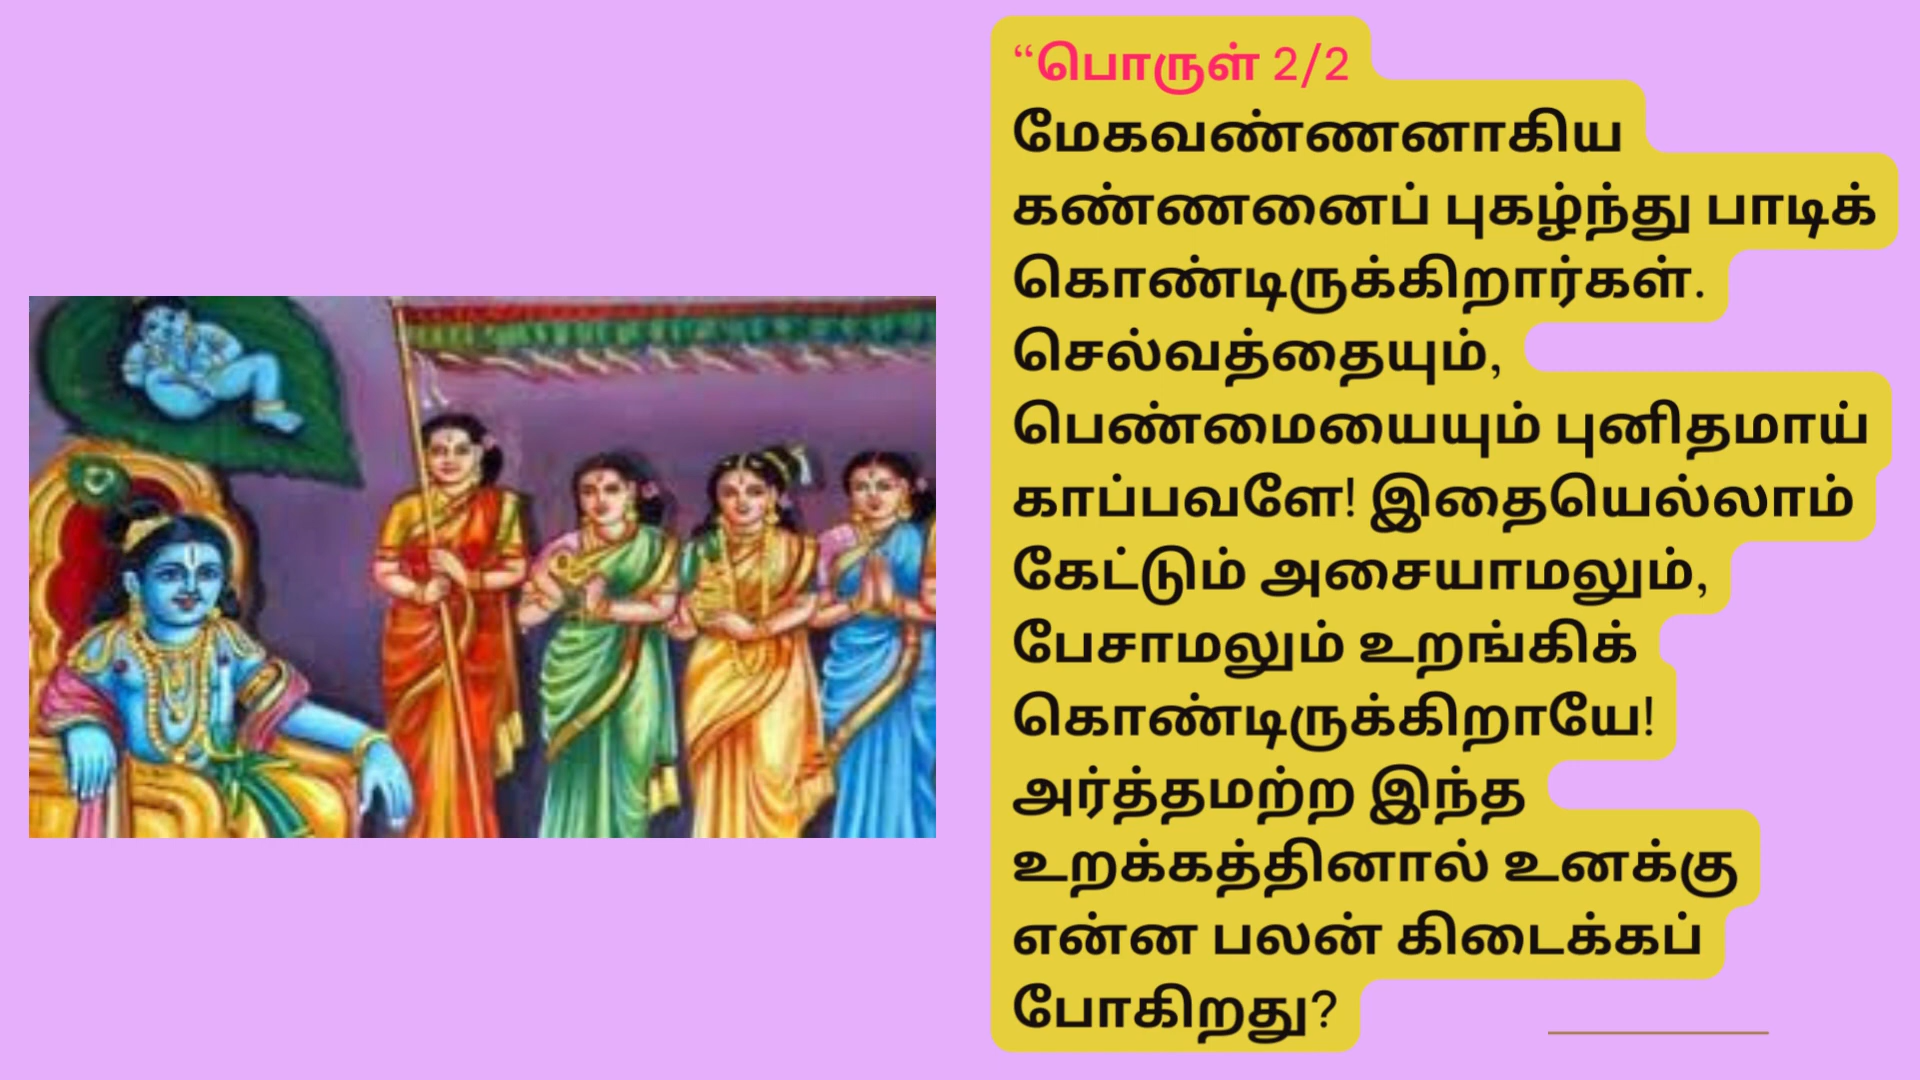 “பொருள் 2/2
மேகவண்ணனாகிய
கண்ணனைப் புகழ்ந்து பாடிக்
கொண்டிருக்கிறார்கள்.
செல்வத்தையும்,
பெண்மையையும் புனிதமாய்
காப்பவளே! இதையெல்லாம்
கேட்டும் அசையாமலும்,
பேசாமலும் உறங்கிக்
கொண்டிருக்கிறாயே!
அர்த்தமற்ற இந்த
உறக்கத்தினால் உனக்கு
என்ன பலன் கிடைக்கப்
போகிறது?